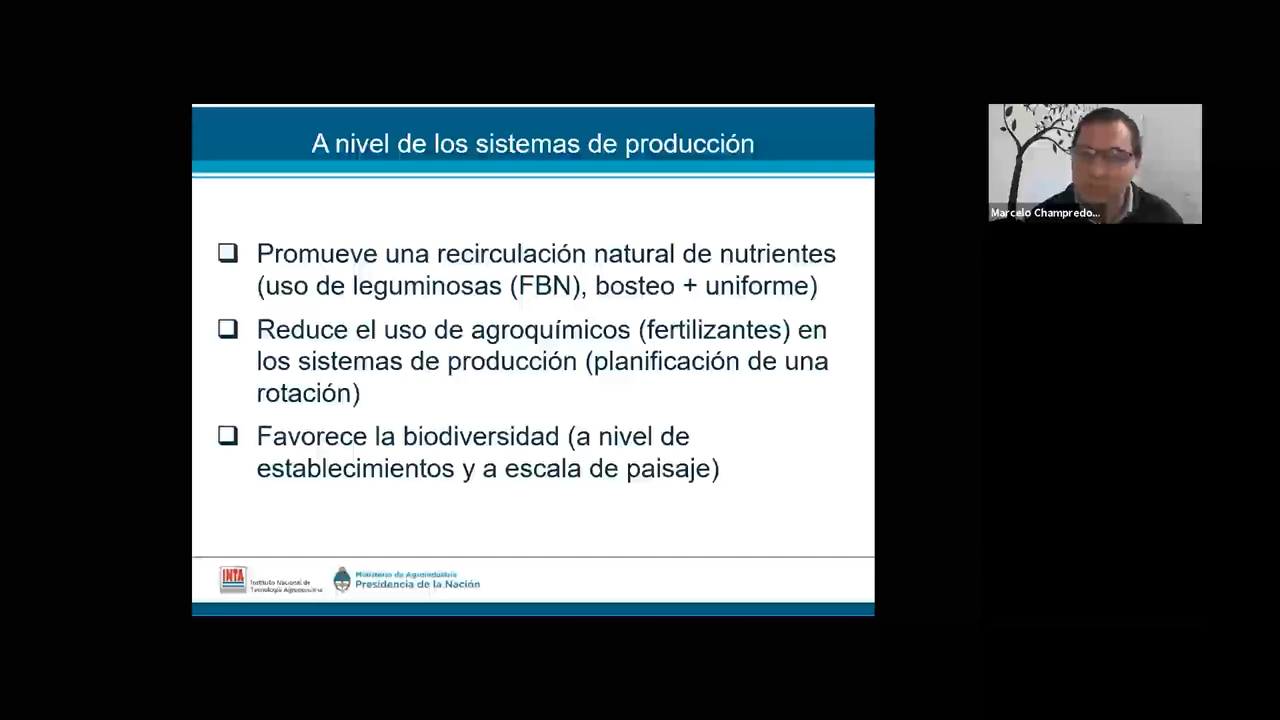 A nivel de los sistemas de producción
Promueve una recirculación natural de nutrientes
(uso de leguminosas (FBN), bosteo + uniforme)
Reduce el uso de agroquímicos (fertilizantes) en
los sistemas de producción (planificación de una
rotación)
Favorece la biodiversidad (a nivel de
establecimientos y a escala de paisaje)
INTA
Instituto Nacional de
Tecnología Agropecuaria
Ministerio de Agroindustria
Presidencia de la Nación
Marcelo Champredo...